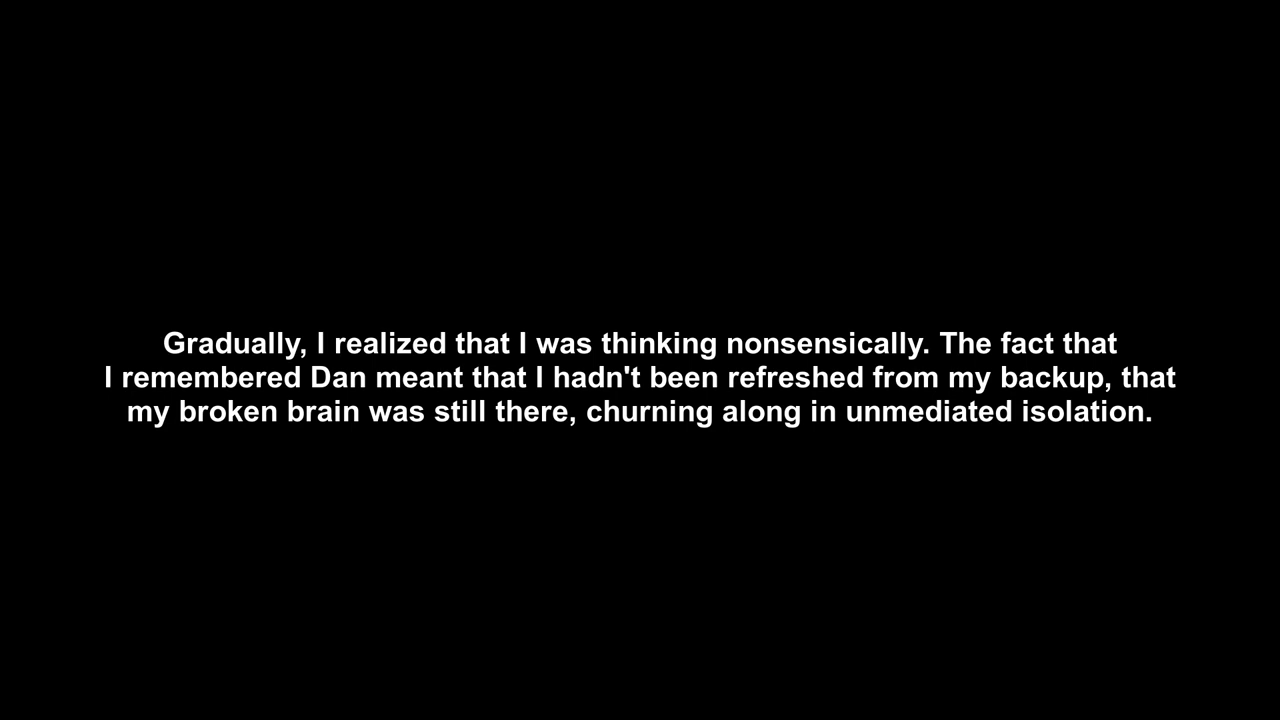 Gradually, I realized that I was thinking nonsensically. The fact that
I remembered Dan meant that I hadn't been refreshed from my backup, that
my broken brain was still there, churning along in unmediated isolation.